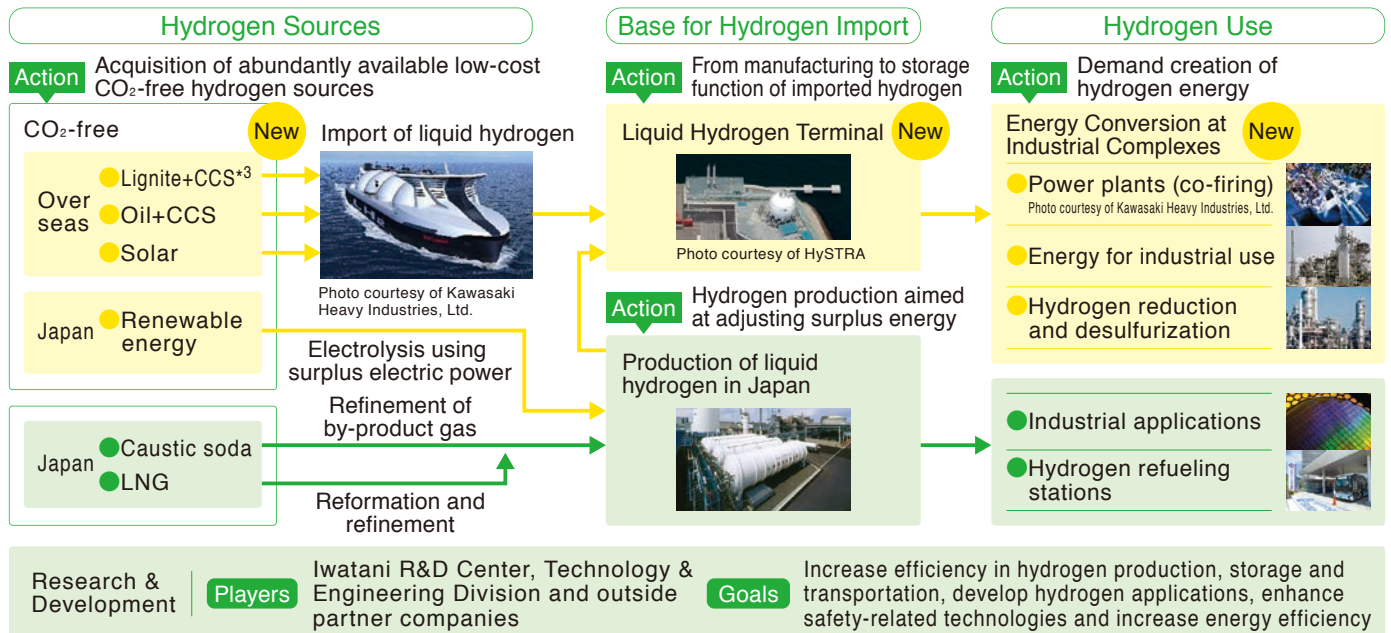 Hydrogen Sources
Base for Hydrogen Import
Hydrogen Use
Action
Acquisition of abundantly available low-cost
CO₂-free hydrogen sources
Action
From manufacturing to storage
function of imported hydrogen
Action
Demand creation of
hydrogen energy
CO₂-free
New
Over
seas
Lignite+CCS*3
Oil+CCS
Solar
Japan
Renewable
energy
Import of liquid hydrogen
Photo courtesy of Kawasaki
Heavy Industries, Ltd.
Electrolysis using
surplus electric power
Refinement of
by-product gas
Japan
Caustic soda
LNG
Reformation and
refinement
Liquid Hydrogen Terminal
New
Photo courtesy of HySTRA
Action
Hydrogen production aimed
at adjusting surplus energy
Production of liquid
hydrogen in Japan
Energy Conversion at
Industrial Complexes
New
Power plants (co-firing)
Photo courtesy of Kawasaki Heavy Industries, Ltd.
Energy for industrial use
Hydrogen reduction
and desulfurization
Industrial applications
Hydrogen refueling
stations
Research &
Development
Players
Iwatani R&D Center, Technology &
Engineering Division and outside
partner companies
Goals
Increase efficiency in hydrogen production, storage and
transportation, develop hydrogen applications, enhance
safety-related technologies and increase energy efficiency